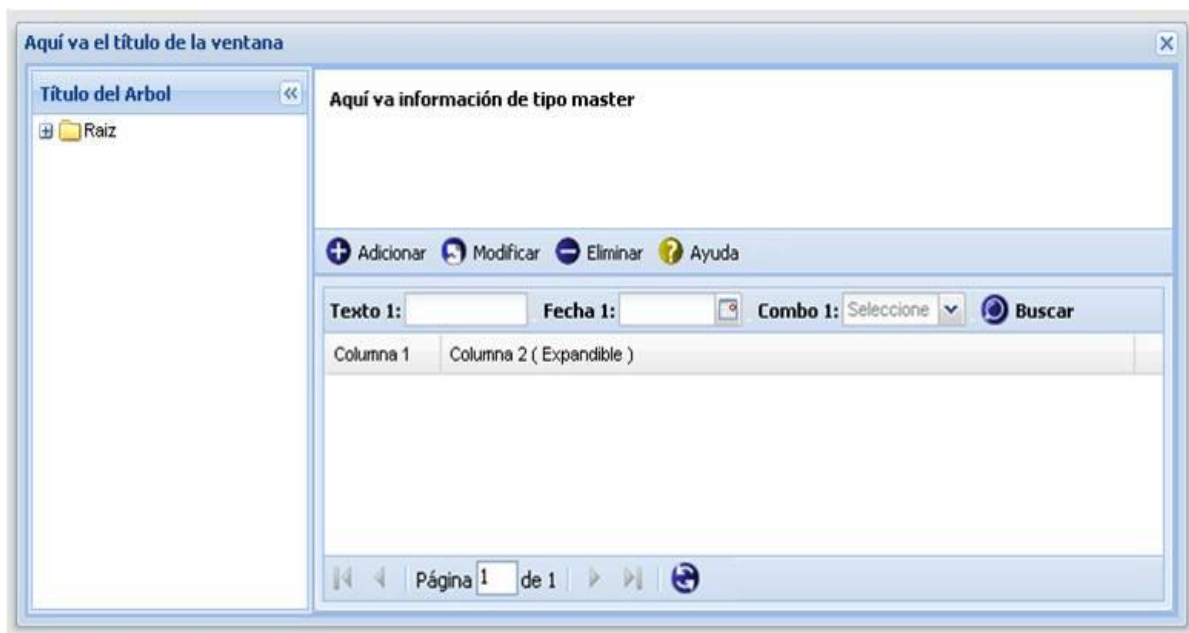 Aquí va el título de la ventana
Título del Arbol
Raiz
Aquí va información de tipo master
Adicionar Modificar Eliminar Ayuda
Texto 1: Fecha 1: Combo 1: Seleccione Buscar
Columna 1 Columna 2 ( Expandible )
Página 1 de 1